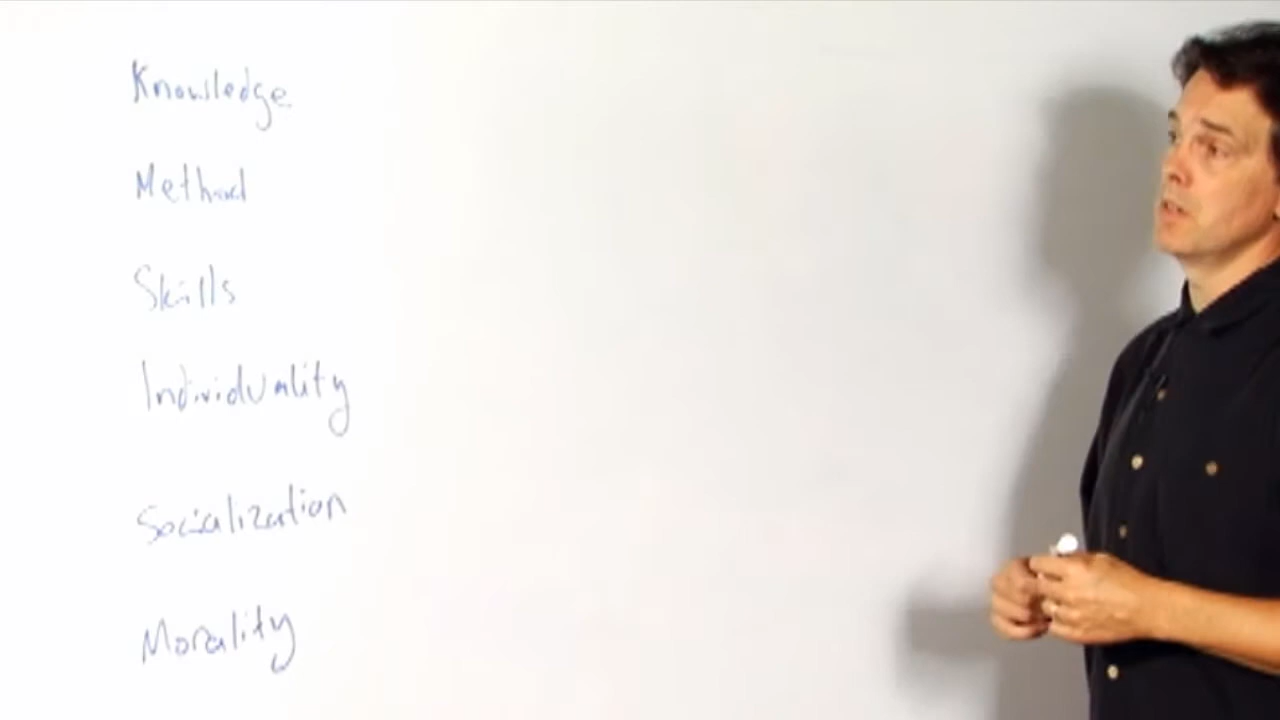 Knowledge
Method
Skills
Individuality
Socialization
Morality